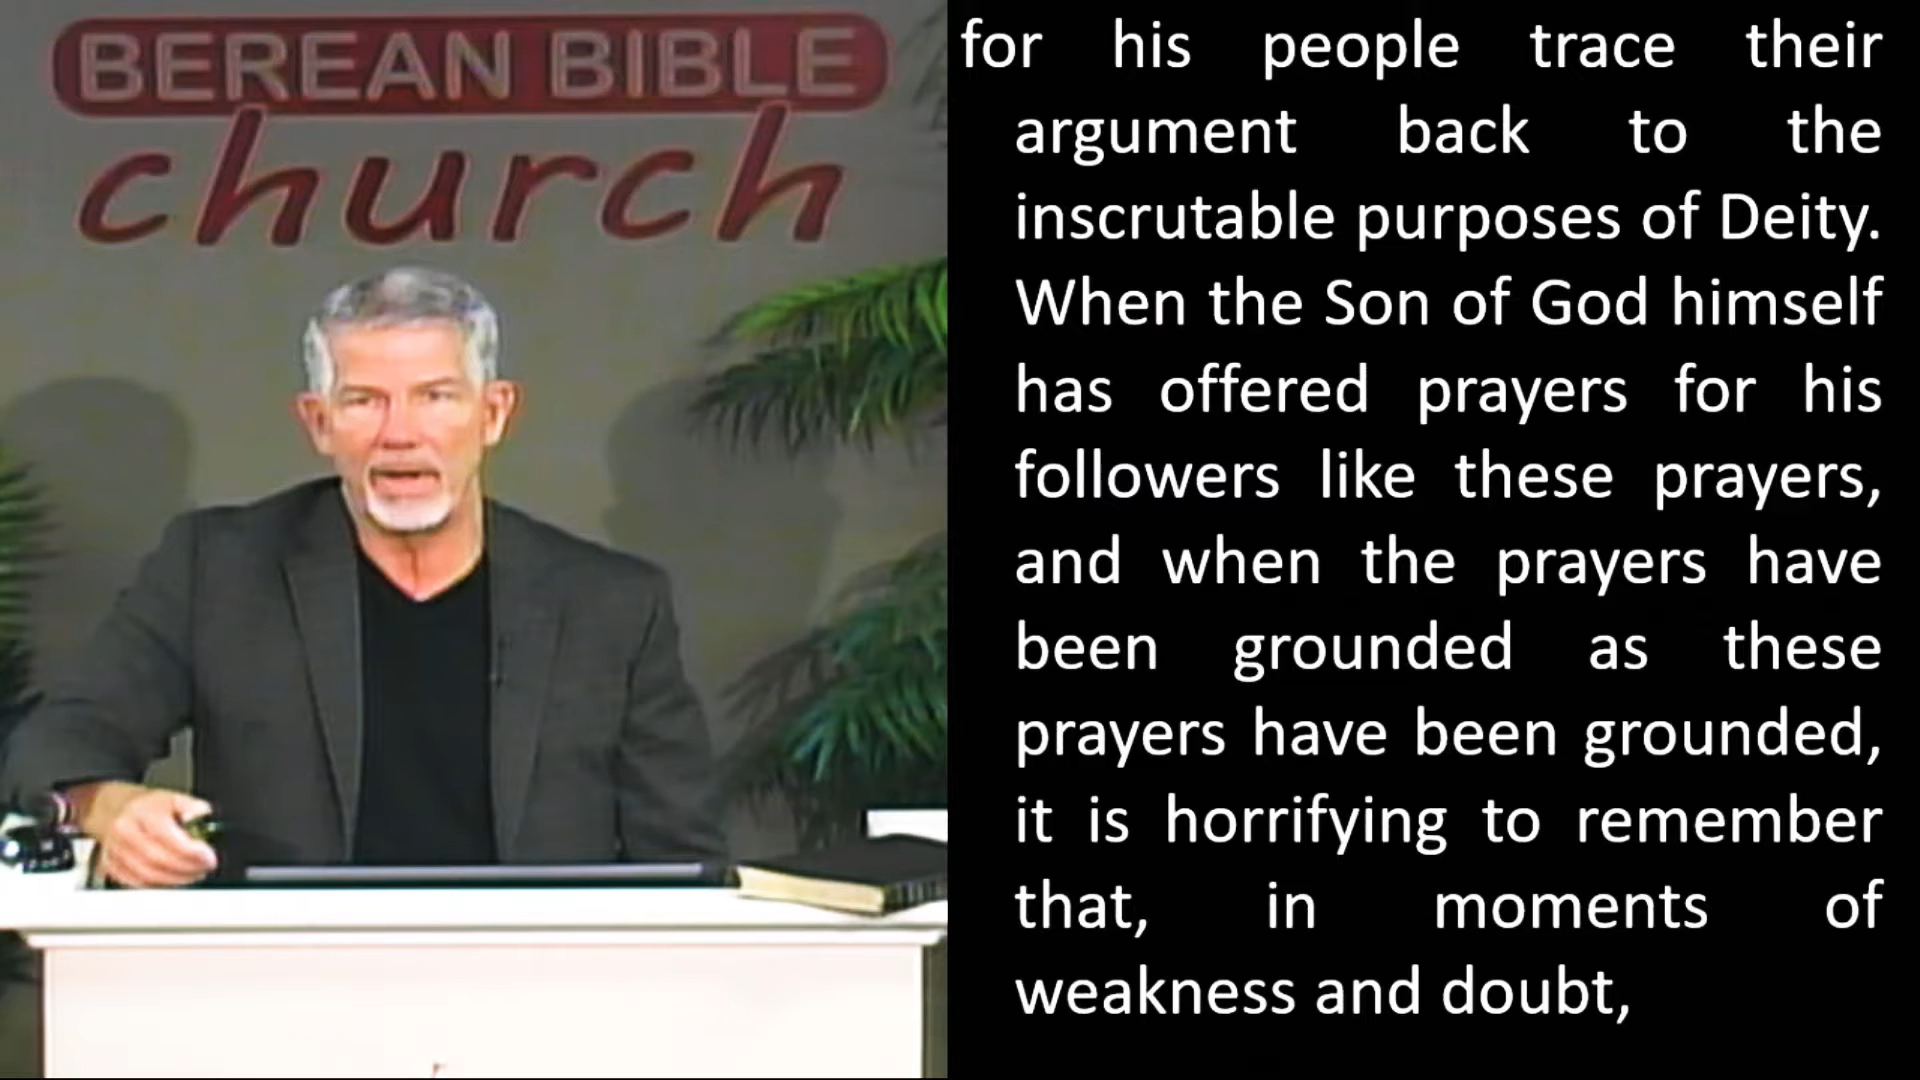 BEREAN BIBLE
church
for his people trace their
argument back to the
inscrutable purposes of Deity.
When the Son of God himself
has offered prayers for his
followers like these prayers,
and when the prayers have
been grounded as these
prayers have been grounded,
it is horrifying to remember
that, in moments of
weakness and doubt,